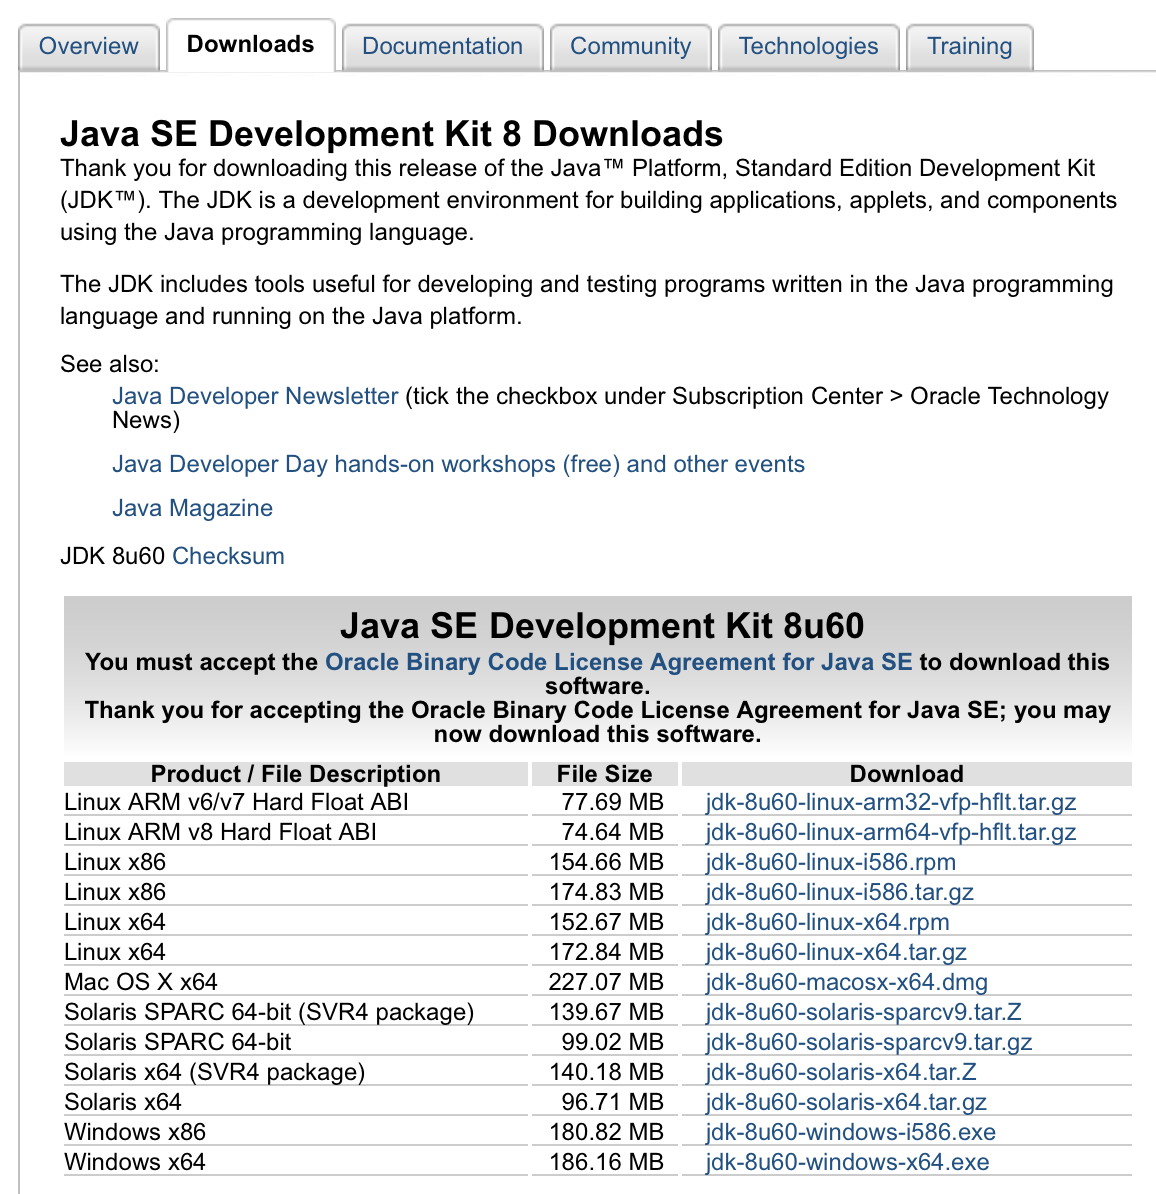 Overview Downloads Documentation Community Technologies Training
Java SE Development Kit 8 Downloads
Thank you for downloading this release of the Java™ Platform, Standard Edition Development Kit
(JDK™). The JDK is a development environment for building applications, applets, and components
using the Java programming language.
The JDK includes tools useful for developing and testing programs written in the Java programming
language and running on the Java platform.
See also:
Java Developer Newsletter (tick the checkbox under Subscription Center > Oracle Technology
News)
Java Developer Day hands-on workshops (free) and other events
Java Magazine
JDK 8u60 Checksum
Java SE Development Kit 8u60
You must accept the Oracle Binary Code License Agreement for Java SE to download this
software.
Thank you for accepting the Oracle Binary Code License Agreement for Java SE; you may
now download this software.
Product / File Description File Size Download
Linux ARM v6/v7 Hard Float ABI 77.69 MB jdk-8u60-linux-arm32-vfp-hflt.tar.gz
Linux ARM v8 Hard Float ABI 74.64 MB jdk-8u60-linux-arm64-vfp-hflt.tar.gz
Linux x86 154.66 MB jdk-8u60-linux-i586.rpm
Linux x86 174.83 MB jdk-8u60-linux-i586.tar.gz
Linux x64 152.67 MB jdk-8u60-linux-x64.rpm
Linux x64 172.84 MB jdk-8u60-linux-x64.tar.gz
Mac OS X x64 227.07 MB jdk-8u60-macosx-x64.dmg
Solaris SPARC 64-bit (SVR4 package) 139.67 MB jdk-8u60-solaris-sparcv9.tar.Z
Solaris SPARC 64-bit 99.02 MB jdk-8u60-solaris-sparcv9.tar.gz
Solaris x64 (SVR4 package) 140.18 MB jdk-8u60-solaris-x64.tar.Z
Solaris x64 96.71 MB jdk-8u60-solaris-x64.tar.gz
Windows x86 180.82 MB jdk-8u60-windows-i586.exe
Windows x64 186.16 MB jdk-8u60-windows-x64.exe